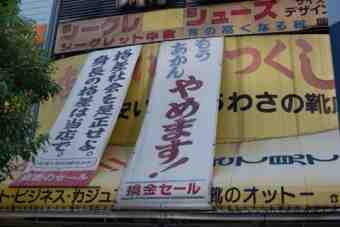 シークレ
シューズ
シークレット中敷
背の高くなる靴
デザイン
つくし
うわさの靴
もう
あかん
やめます!
損金セール
格差社会を是正せよ。
身長の格差は当店で。
ト・ビジネス・カジュ
靴のオットー